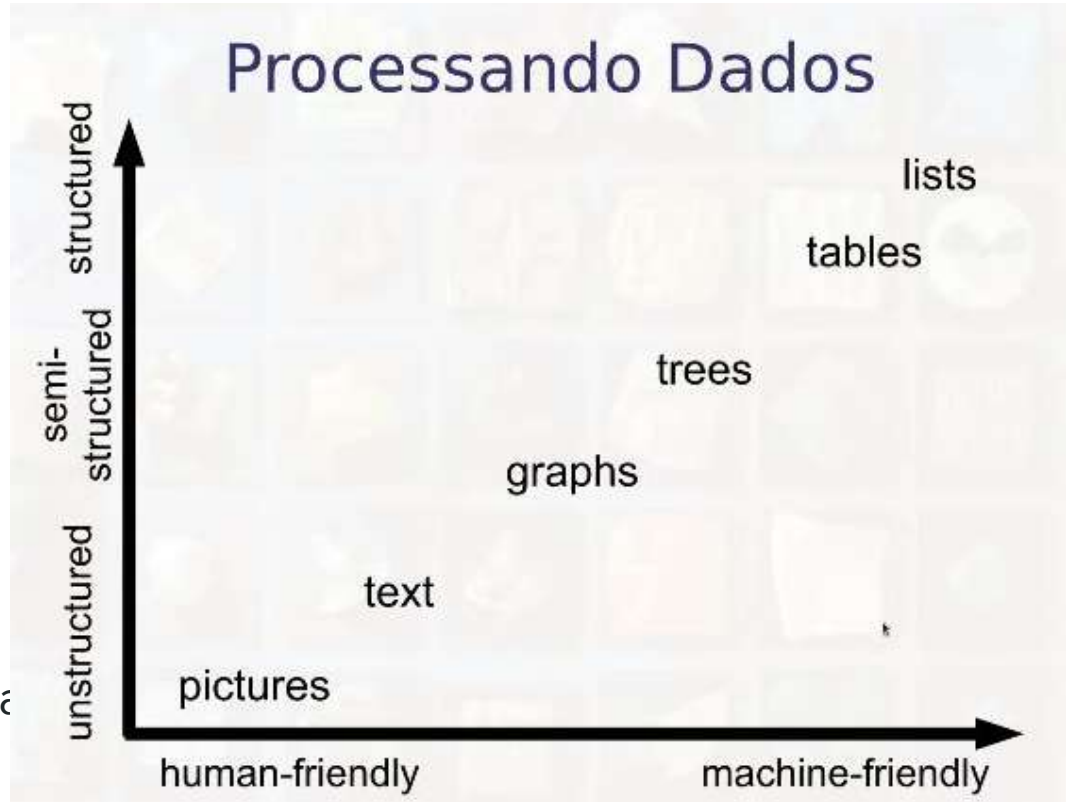 Processando Dados
structured
lists
tables
semi-
structured
trees
graphs
unstructured
text
pictures
human-friendly
machine-friendly